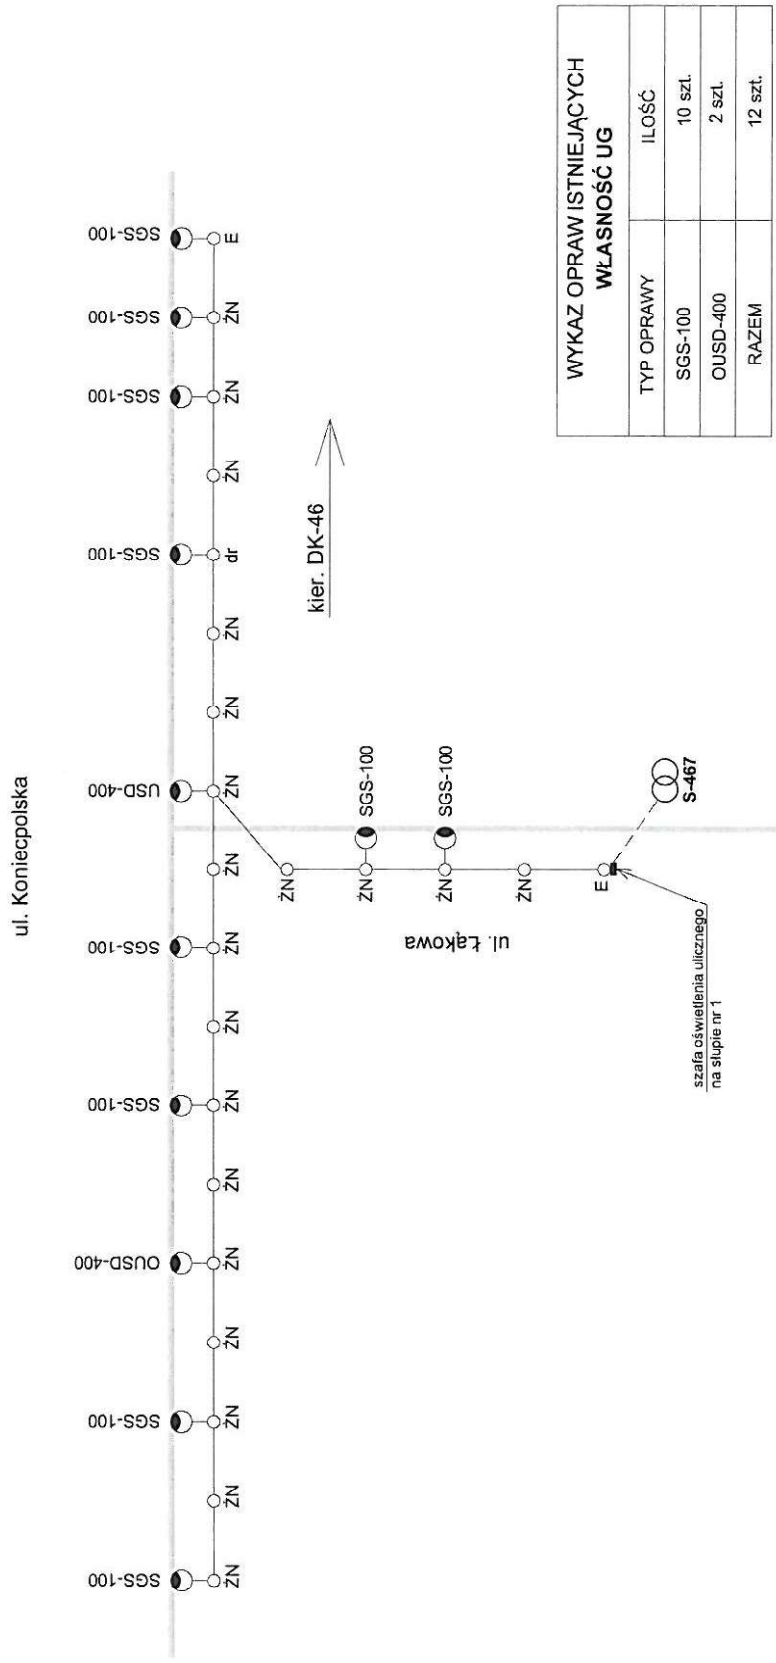 ul. Koniecpolska
SGS-100
SGS-100
OUSD-400
SGS-100
SGS-100
USD-400
SGS-100
SGS-100
SGS-100
SGS-100
ŻN
ŻN
ŻN
ŻN
ŻN
ŻN
ŻN
ŻN
ŻN
ŻN
ŻN
ŻN
ŻN
dr
ŻN
ŻN
ŻN
E
kier. DK-46
ŻN
ŻN
SGS-100
ŻN
SGS-100
ŻN
E
ul. Łąkowa
S-467
szafa oświetlenia ulicznego
na słupie nr 1
WYKAZ OPRAW ISTNIEJĄCYCH
WŁASNOŚĆ UG
TYP OPRAWY ILOŚĆ
SGS-100 10 szt.
OUSD-400 2 szt.
RAZEM 12 szt.